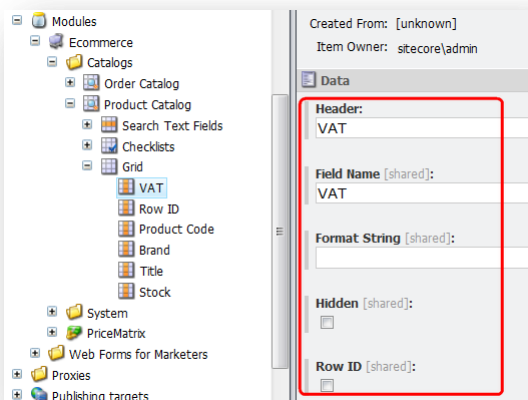 Modules
Ecommerce
Catalogs
Order Catalog
Product Catalog
Search Text Fields
Checklists
Grid
VAT
Row ID
Product Code
Brand
Title
Stock
System
PriceMatrix
Web Forms for Marketers
Proxies
Publishing targets
Created From: [unknown]
Item Owner: sitecore\admin
Data
Header:
VAT
Field Name [shared]:
VAT
Format String [shared]:
Hidden [shared]:
Row ID [shared]: